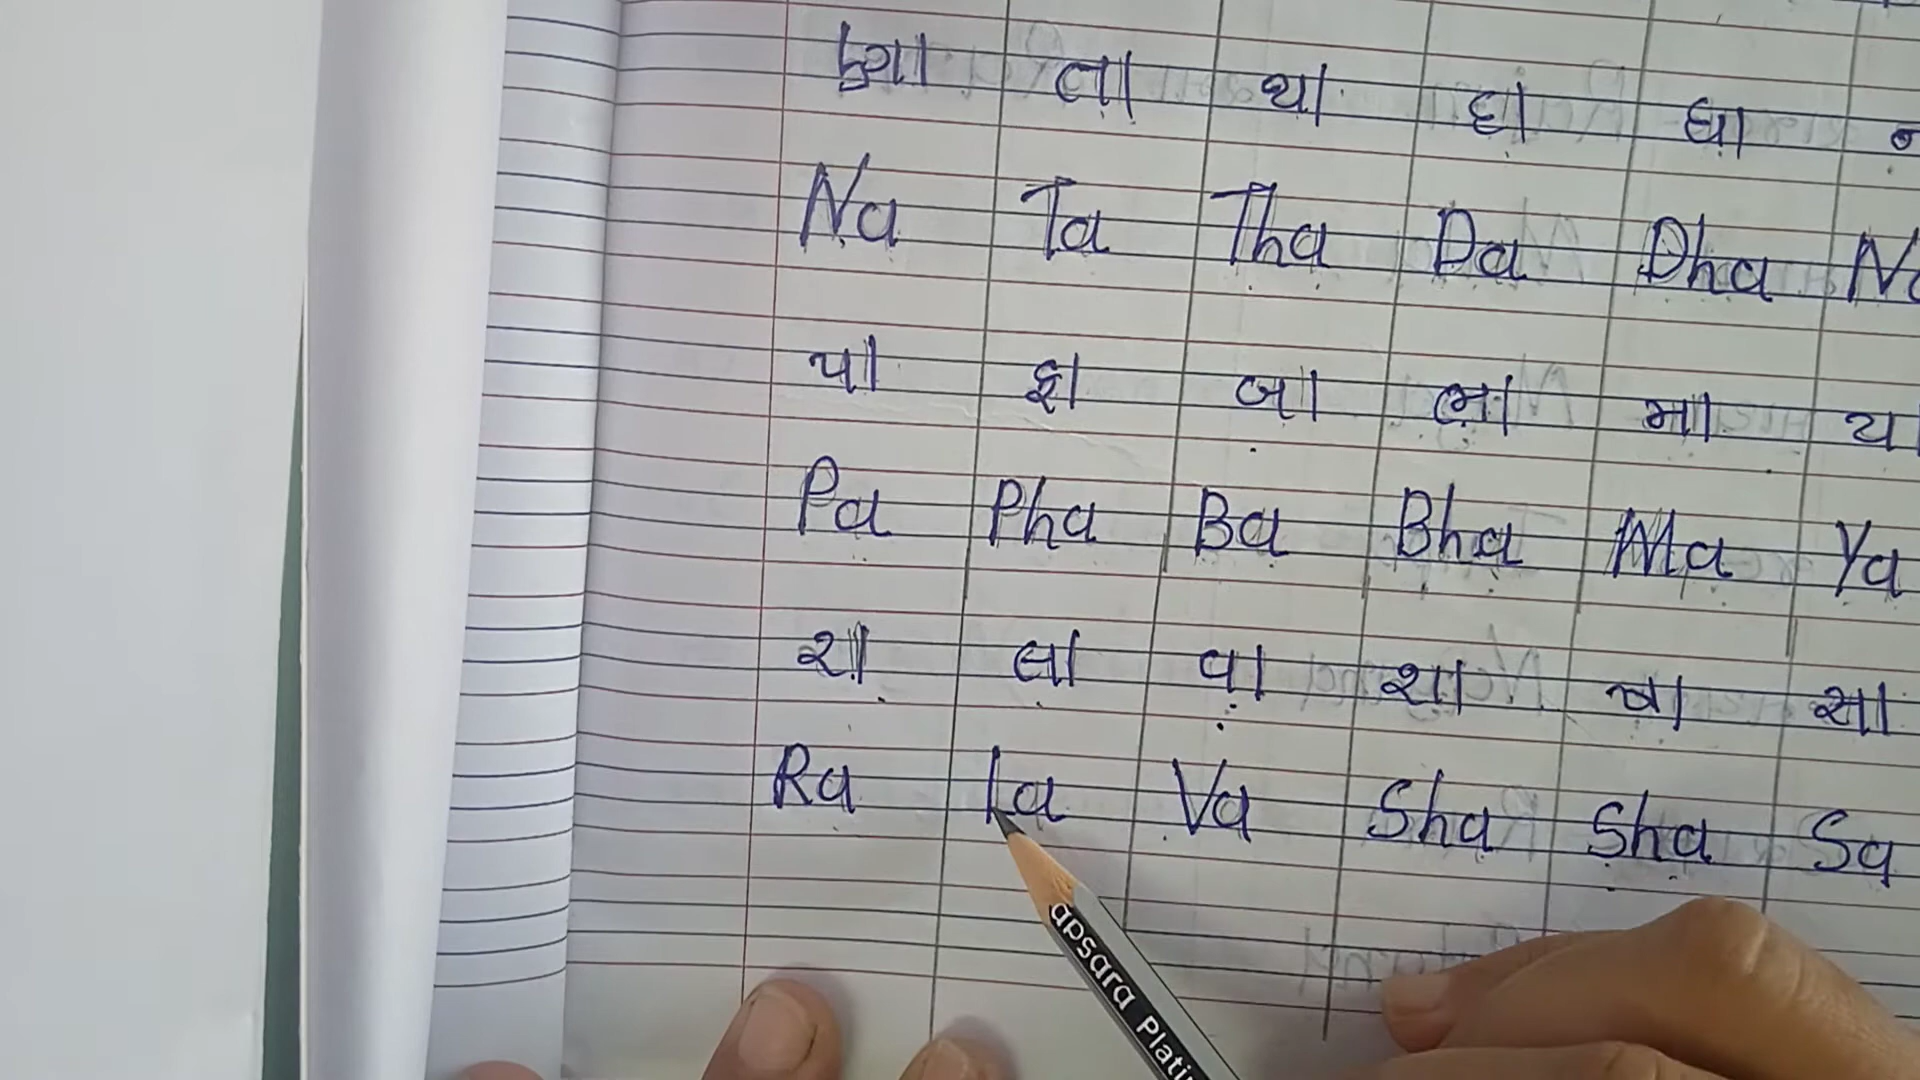 ણા તા થા દા ધા
Na Ta Tha Da Dha Na
પા ફા બા ભા મા યા
Pa Pha Ba Bha Ma Ya
રા લા વા શા ષા સા
Ra La Va Sha Sha Sa
apsara Plati